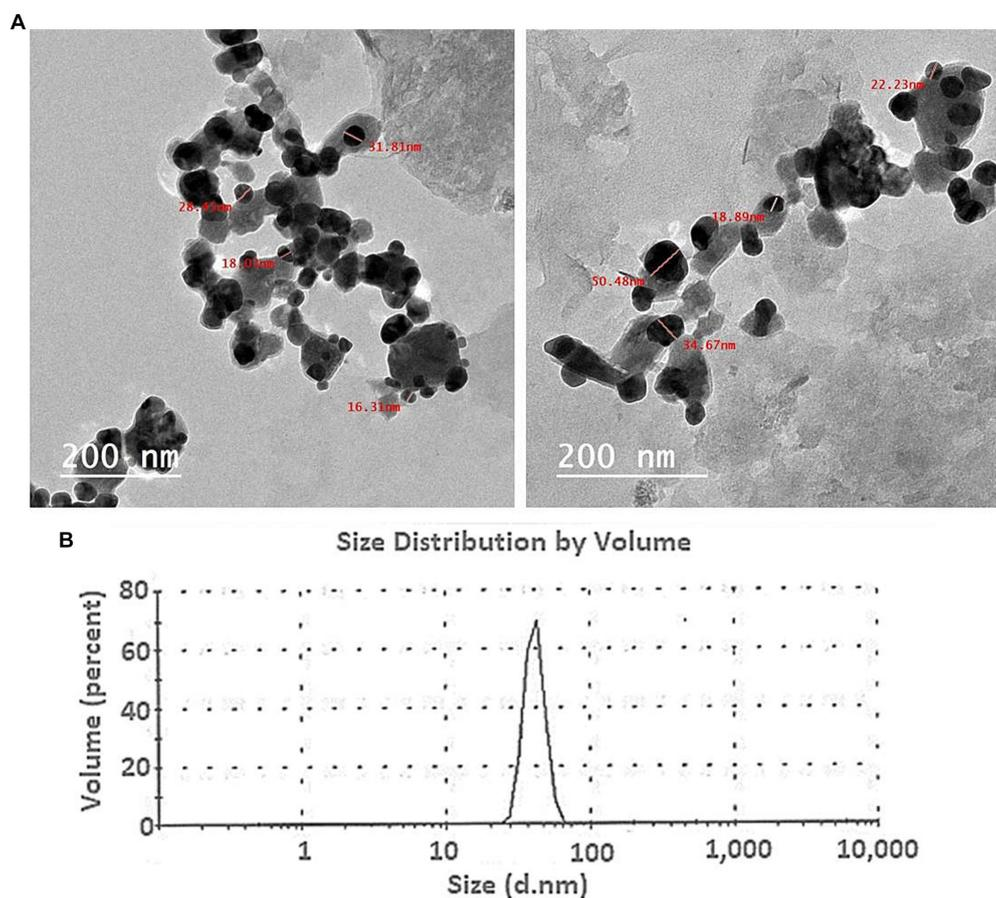 A
31.81nm
28.45nm
18.03nm
16.31nm
200 nm
22.23nm
18.89nm
50.48nm
34.67nm
200 nm
B
Size Distribution by Volume
Volume (percent)
80
60
40
20
0
1
10
100
1,000
10,000
Size (d.nm)